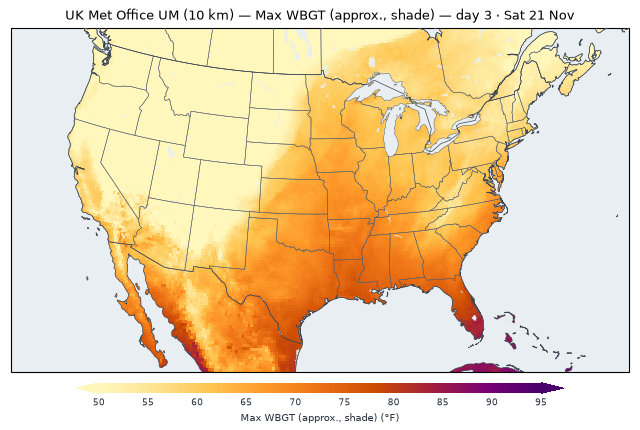 UK Met Office UM (10 km) — Max WBGT (approx., shade) — day 3 · Sat 21 Nov
50 55 60 65 70 75 80 85 90 95
Max WBGT (approx., shade) (°F)